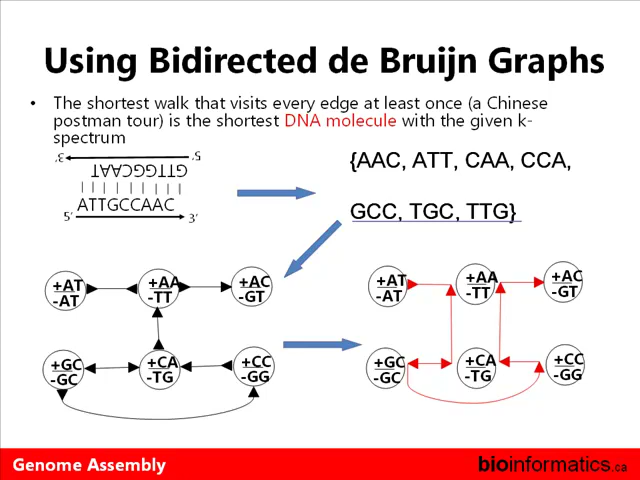 Using Bidirected de Bruijn Graphs
• The shortest walk that visits every edge at least once (a Chinese
postman tour) is the shortest DNA molecule with the given k-
spectrum
3' 5'
GTTGGCAAT
ATTGCCAAC
5' 3'
{AAC, ATT, CAA, CCA,
GCC, TGC, TTG}
+AT +AA +AC
-AT -TT -GT
+GC +CA +CC
-GC -TG -GG
+AT +AA +AC
-AT -TT -GT
+GC +CA +CC
-GC -TG -GG
Genome Assembly
bioinformatics.ca